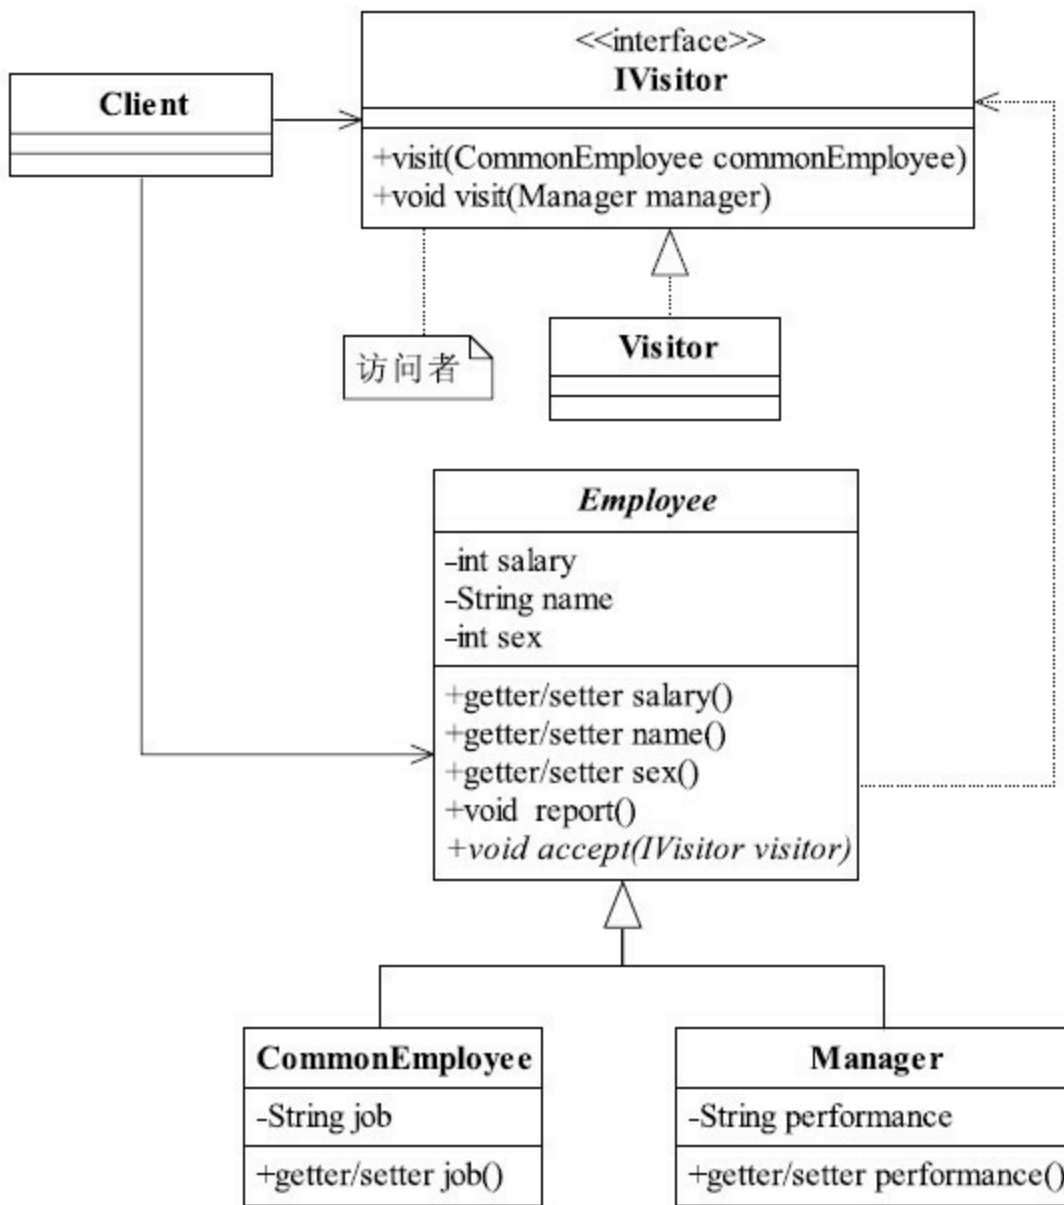 <<interface>>
IVisitor
Client
+visit(CommonEmployee commonEmployee)
+void visit(Manager manager)
访问者
Visitor
Employee
-int salary
-String name
-int sex
+getter/setter salary()
+getter/setter name()
+getter/setter sex()
+void report()
+void accept(IVisitor visitor)
CommonEmployee
-String job
+getter/setter job()
Manager
-String performance
+getter/setter performance()